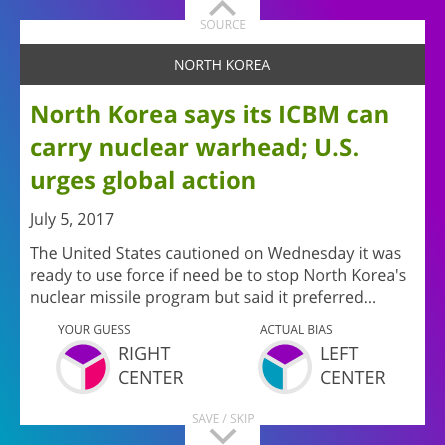 SOURCE
NORTH KOREA
North Korea says its ICBM can
carry nuclear warhead; U.S.
urges global action
July 5, 2017
The United States cautioned on Wednesday it was
ready to use force if need be to stop North Korea's
nuclear missile program but said it preferred...
YOUR GUESS
RIGHT
CENTER
ACTUAL BIAS
LEFT
CENTER
SAVE / SKIP